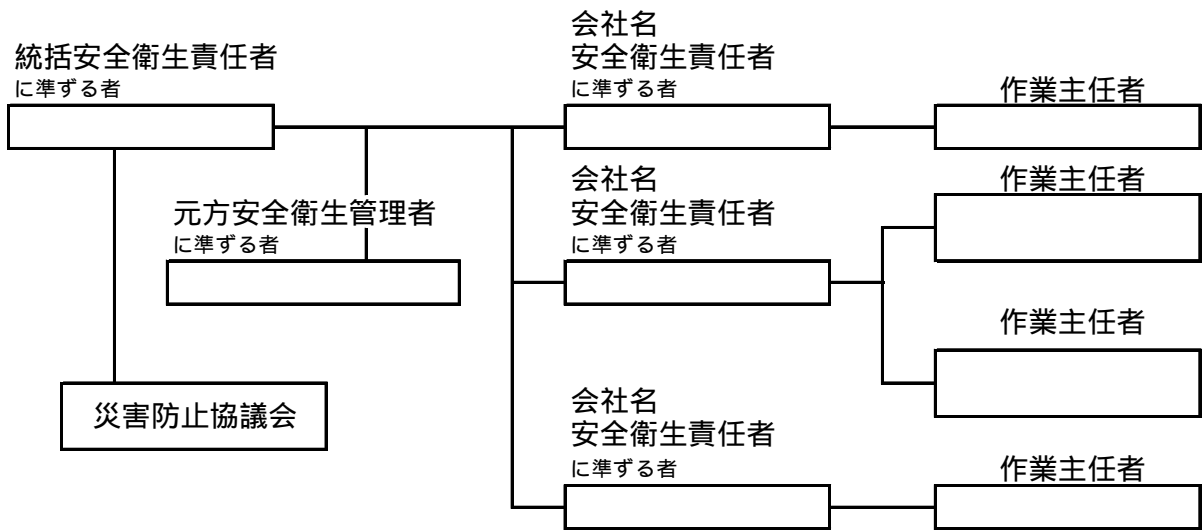 統括安全衛生責任者
に準ずる者
元方安全衛生管理者
に準ずる者
災害防止協議会
会社名
安全衛生責任者
に準ずる者
作業主任者
会社名
安全衛生責任者
に準ずる者
作業主任者
作業主任者
会社名
安全衛生責任者
に準ずる者
作業主任者